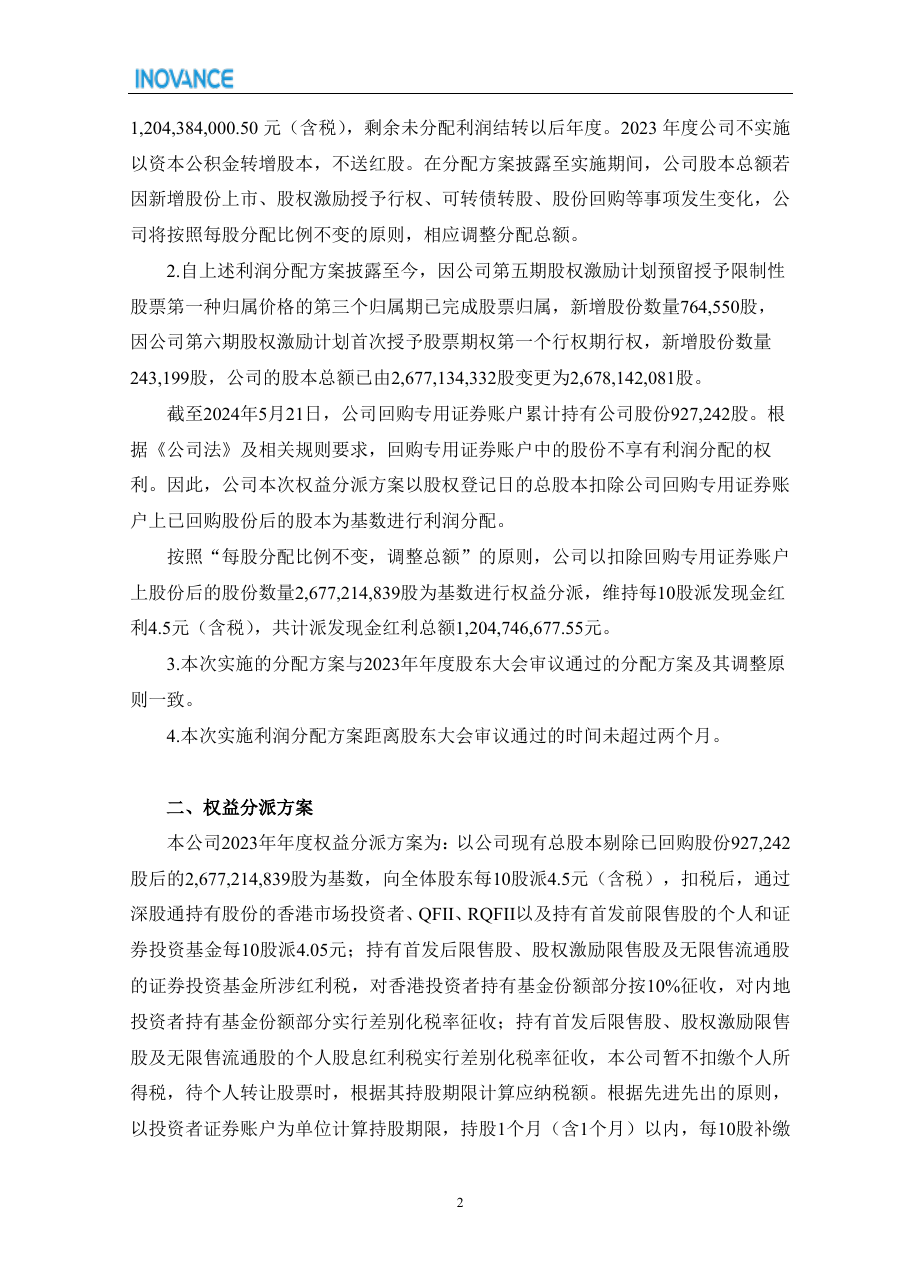 INOVANCE
1,204,384,000.50 元（含税），剩余未分配利润结转以后年度。2023 年度公司不实施
以资本公积金转增股本，不送红股。在分配方案披露至实施期间，公司股本总额若
因新增股份上市、股权激励授予行权、可转债转股、股份回购等事项发生变化，公
司将按照每股分配比例不变的原则，相应调整分配总额。
2.自上述利润分配方案披露至今，因公司第五期股权激励计划预留授予限制性
股票第一种归属价格的第三个归属期已完成股票归属，新增股份数量764,550股，
因公司第六期股权激励计划首次授予股票期权第一个行权期行权，新增股份数量
243,199股，公司的股本总额已由2,677,134,332股变更为2,678,142,081股。
截至2024年5月21日，公司回购专用证券账户累计持有公司股份927,242股。根
据《公司法》及相关规则要求，回购专用证券账户中的股份不享有利润分配的权
利。因此，公司本次权益分派方案以股权登记日的总股本扣除公司回购专用证券账
户上已回购股份后的股本为基数进行利润分配。
按照“每股分配比例不变，调整总额”的原则，公司以扣除回购专用证券账户
上股份后的股份数量2,677,214,839股为基数进行权益分派，维持每10股派发现金红
利4.5元（含税），共计派发现金红利总额1,204,746,677.55元。
3.本次实施的分配方案与2023年年度股东大会审议通过的分配方案及其调整原
则一致。
4.本次实施利润分配方案距离股东大会审议通过的时间未超过两个月。
二、权益分派方案
本公司2023年年度权益分派方案为：以公司现有总股本剔除已回购股份927,242
股后的2,677,214,839股为基数，向全体股东每10股派4.5元（含税），扣税后，通过
深股通持有股份的香港市场投资者、QFII、RQFII以及持有首发前限售股的个人和证
券投资基金每10股派4.05元；持有首发后限售股、股权激励限售股及无限售流通股
的证券投资基金所涉红利税，对香港投资者持有基金份额部分按10%征收，对内地
投资者持有基金份额部分实行差别化税率征收；持有首发后限售股、股权激励限售
股及无限售流通股的个人股息红利税实行差别化税率征收，本公司暂不扣缴个人所
得税，待个人转让股票时，根据其持股期限计算应纳税额。根据先进先出的原则，
以投资者证券账户为单位计算持股期限，持股1个月（含1个月）以内，每10股补缴
2